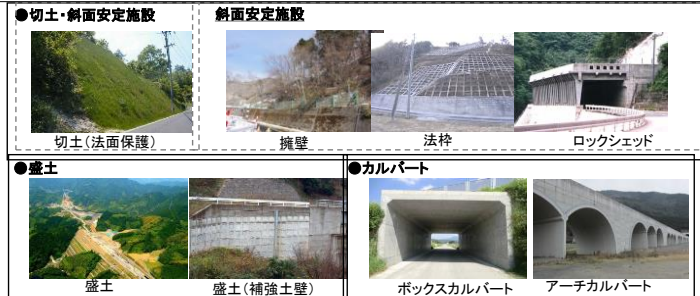 ●切土・斜面安定施設
斜面安定施設
切土(法面保護)
擁壁
法枠
ロックシェッド
●盛土
●カルバート
盛土
盛土(補強土壁)
ボックスカルバート
アーチカルバート